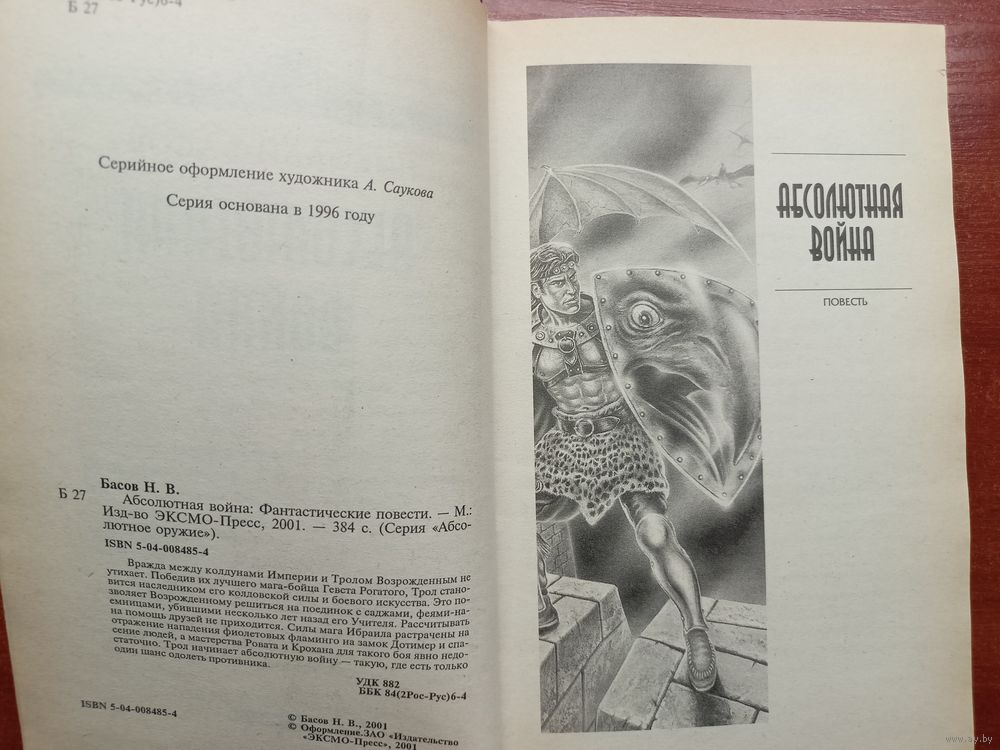 Рус)6-4
Б 27
Серийное оформление художника А. Саукова
Серия основана в 1996 году
Басов Н. В.
Б 27
Абсолютная война: Фантастические повести. — М.:
Изд-во ЭКСМО-Пресс, 2001. — 384 с. (Серия «Абсо-
лютное оружие»).
ISBN 5-04-008485-4
Вражда между колдунами Империи и Тролом Возрожденным не
утихает. Победив их лучшего мага-бойца Гевста Рогатого, Трол стано-
вится наследником его колдовской силы и боевого искусства. Это по-
зволяет Возрожденному решиться на поединок с саджами, феями-на-
емницами, убившими несколько лет назад его Учителя. Рассчитывать
на помощь друзей не приходится. Силы мага Ибраила растрачены на
отражение нападения фиолетовых фламинго на замок Дотимер и спа-
сение людей, а мастерства Ровата и Крохана для такого боя явно недо-
статочно. Трол начинает абсолютную войну — такую, где есть только
один шанс одолеть противника.
УДК 882
ББК 84(2Рос-Рус)6-4
ISBN 5-04-008485-4
© Басов Н. В., 2001
© Оформление.ЗАО «Издательство
«ЭКСМО-Пресс», 2001
АБСОЛЮТНАЯ
ВОЙНА
ПОВЕСТЬ
www.ay.by